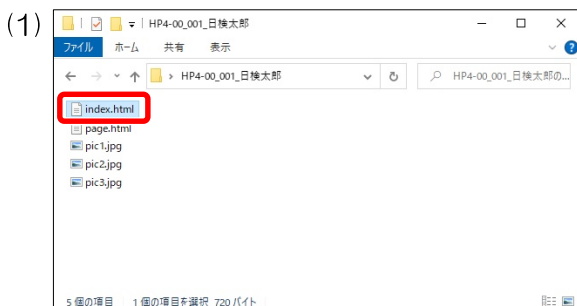 (1)
HP4-00_001_日検太郎
ファイル ホーム 共有 表示
HP4-00_001_日検太郎 HP4-00_001_日検太郎の...
index.html
page.html
pic1.jpg
pic2.jpg
pic3.jpg
5 個の項目 1 個の項目を選択 720 バイト